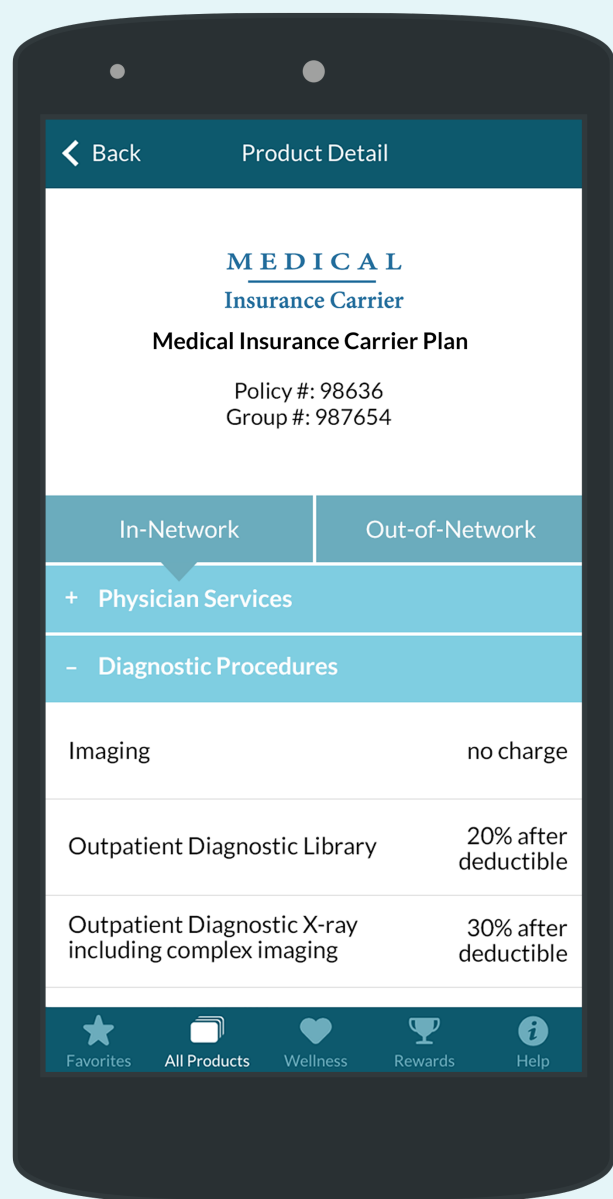 Back
Product Detail
MEDICAL
Insurance Carrier
Medical Insurance Carrier Plan
Policy #: 98636
Group #: 987654
In-Network
Out-of-Network
+ Physician Services
– Diagnostic Procedures
Imaging
no charge
Outpatient Diagnostic Library
20% after
deductible
Outpatient Diagnostic X-ray
including complex imaging
30% after
deductible
Favorites
All Products
Wellness
Rewards
Help